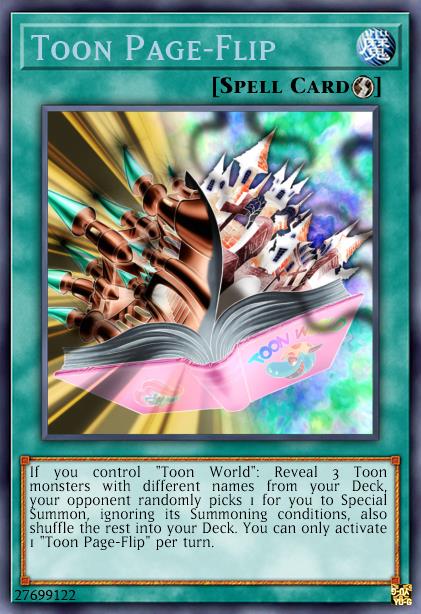 Toon Page-Flip
魔
[Spell Card]
TOON W
If you control "Toon World": Reveal 3 Toon
monsters with different names from your Deck,
your opponent randomly picks 1 for you to Special
Summon, ignoring its Summoning conditions, also
shuffle the rest into your Deck. You can only activate
1 "Toon Page-Flip" per turn.
27699122